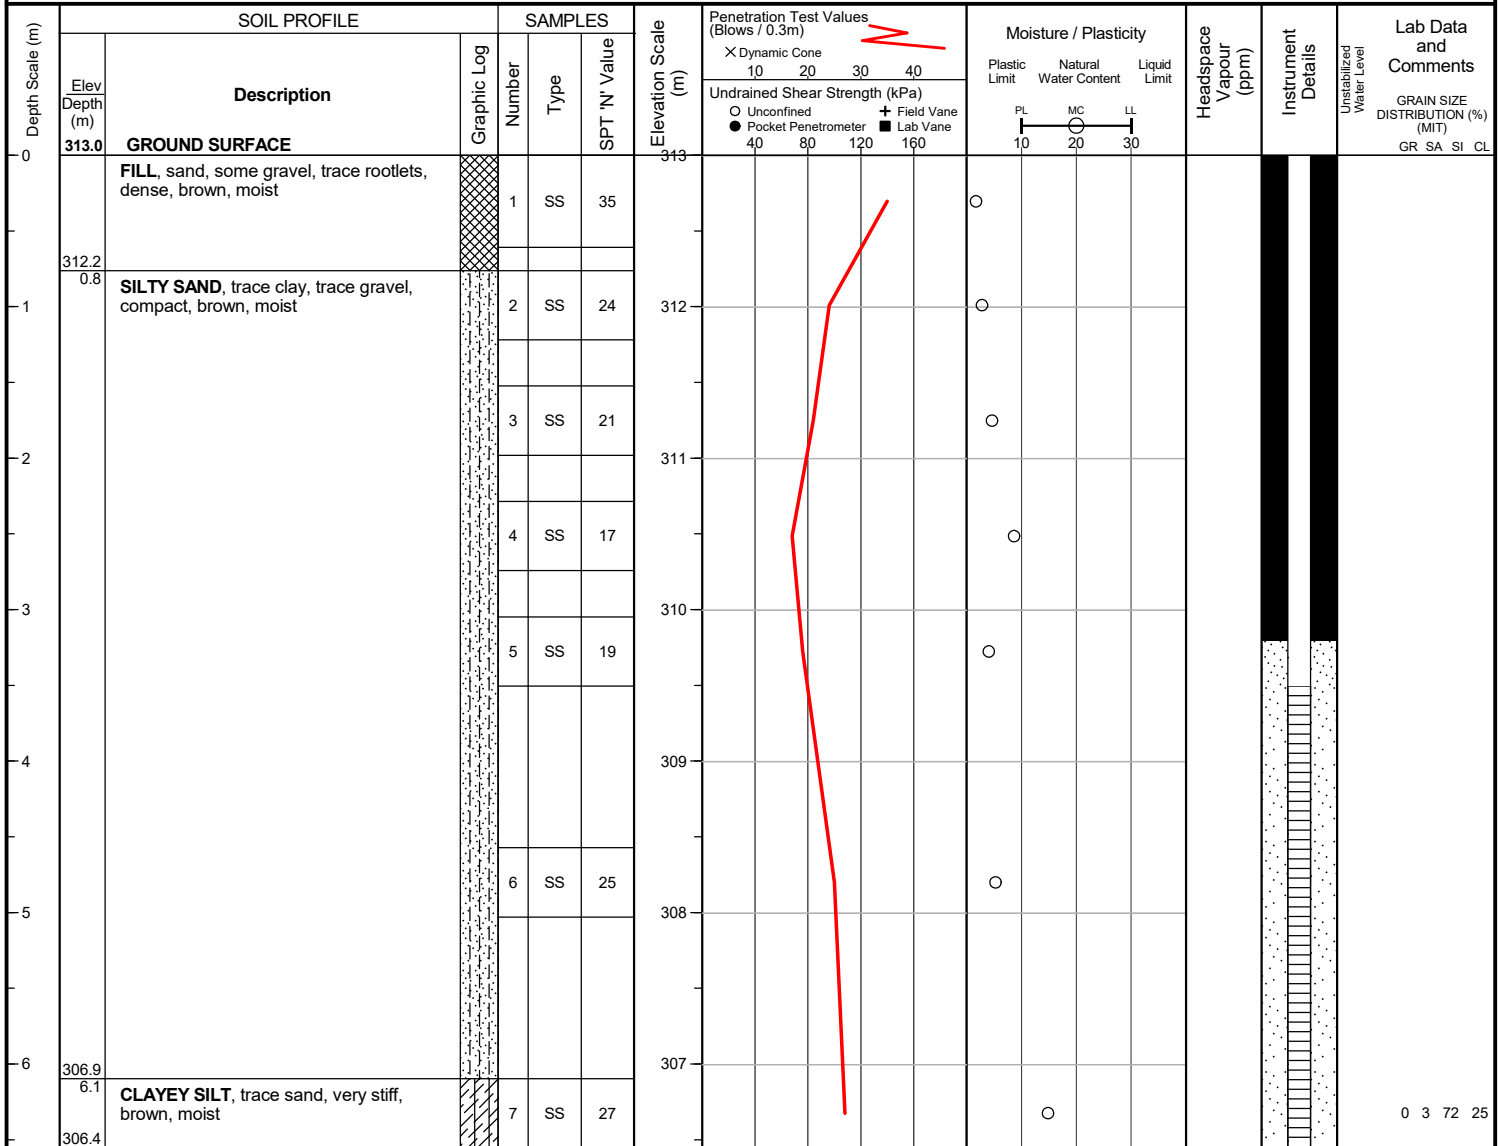 SOIL PROFILE
SAMPLES
Depth Scale (m)
Elev
Depth
(m)
313.0
Description
GROUND SURFACE
Graphic Log
Number
Type
SPT 'N' Value
Elevation Scale
(m)
Penetration Test Values
(Blows / 0.3m)
X Dynamic Cone
10 20 30 40
Undrained Shear Strength (kPa)
Unconfined + Field Vane
Pocket Penetrometer Lab Vane
40 80 120 160
Moisture / Plasticity
Plastic Natural Liquid
Limit Water Content Limit
PL MC LL
10 20 30
Headspace
Vapour
(ppm)
Instrument
Details
Unstabilized
Water Level
Lab Data
and
Comments
GRAIN SIZE
DISTRIBUTION (%)
(MIT)
GR SA SI CL
0
313
FILL, sand, some gravel, trace rootlets,
dense, brown, moist
1 SS 35
312.2
0.8
SILTY SAND, trace clay, trace gravel,
compact, brown, moist
1
2 SS 24
312
3 SS 21
2
311
4 SS 17
3
310
5 SS 19
4
309
6 SS 25
5
308
6
307
306.9
6.1
CLAYEY SILT, trace sand, very stiff,
brown, moist
7 SS 27
0 3 72 25
306.4